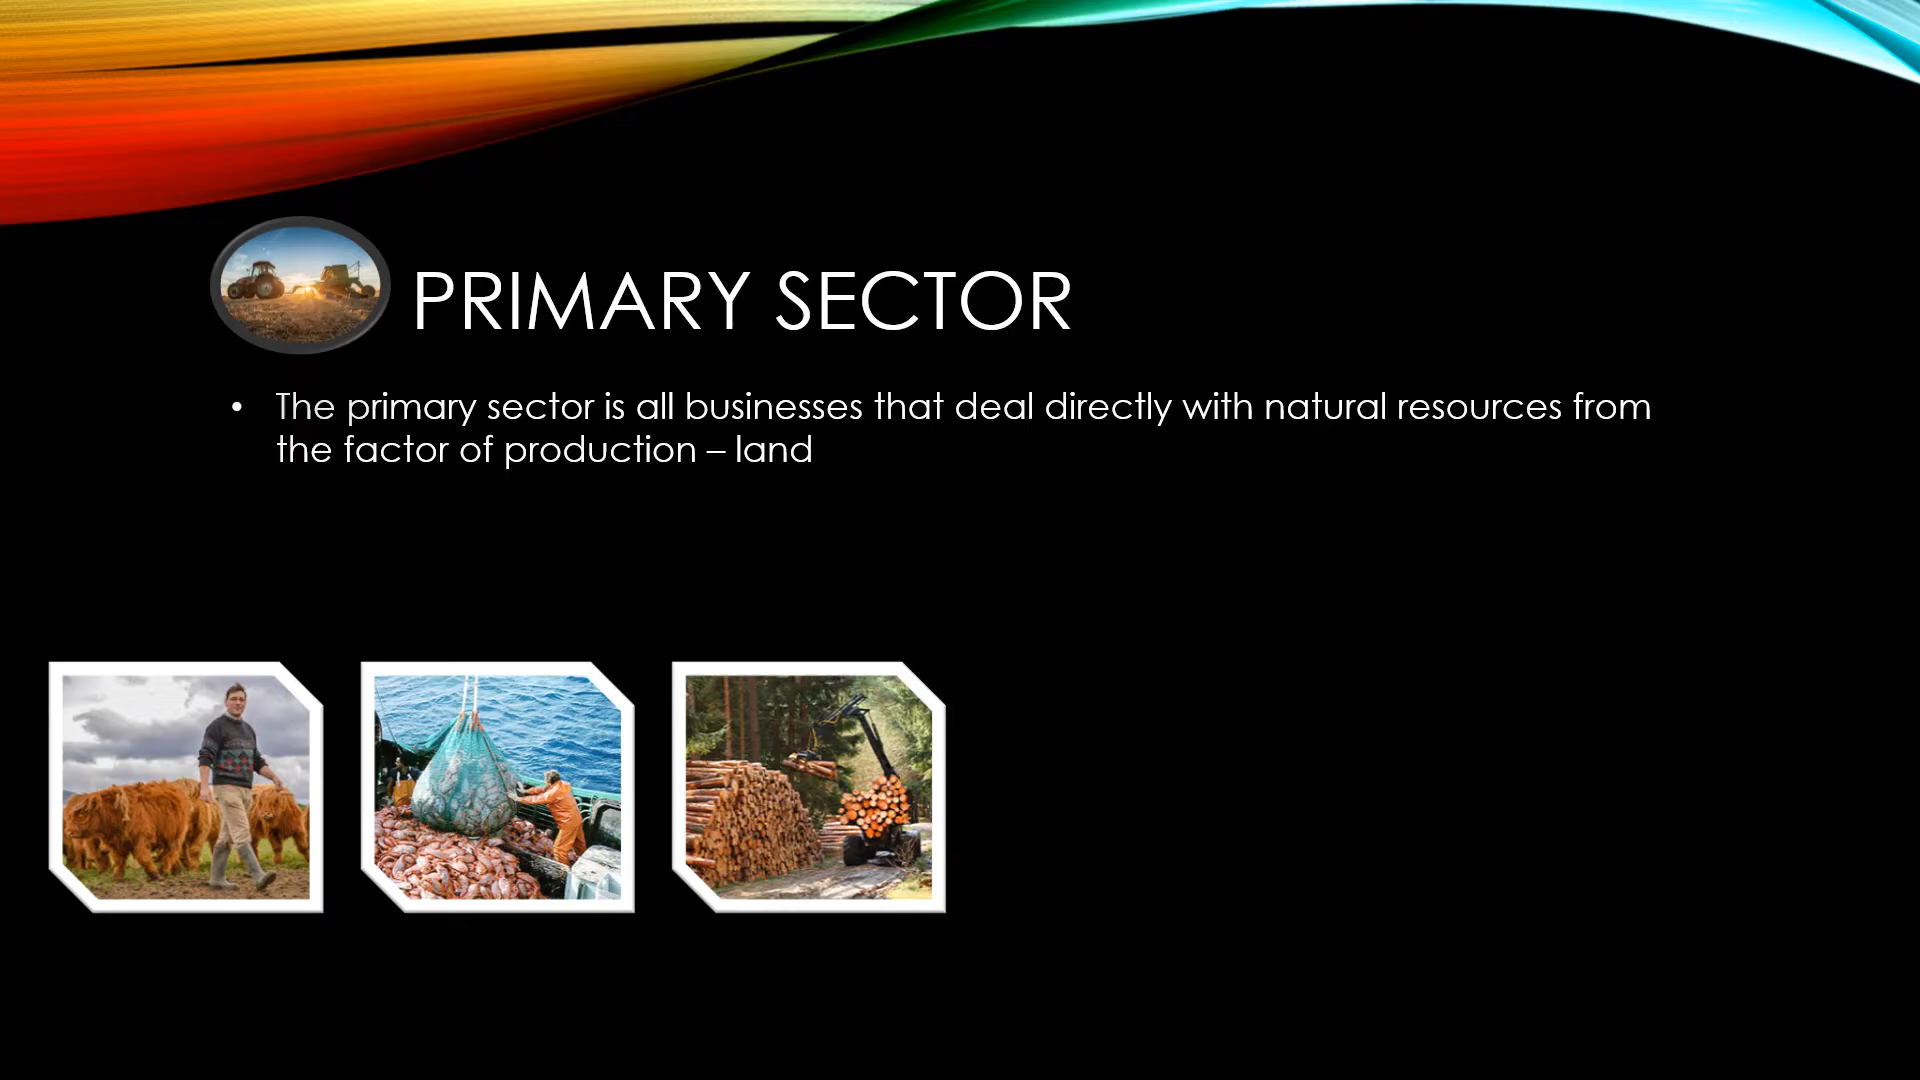 PRIMARY SECTOR
• The primary sector is all businesses that deal directly with natural resources from
the factor of production – land